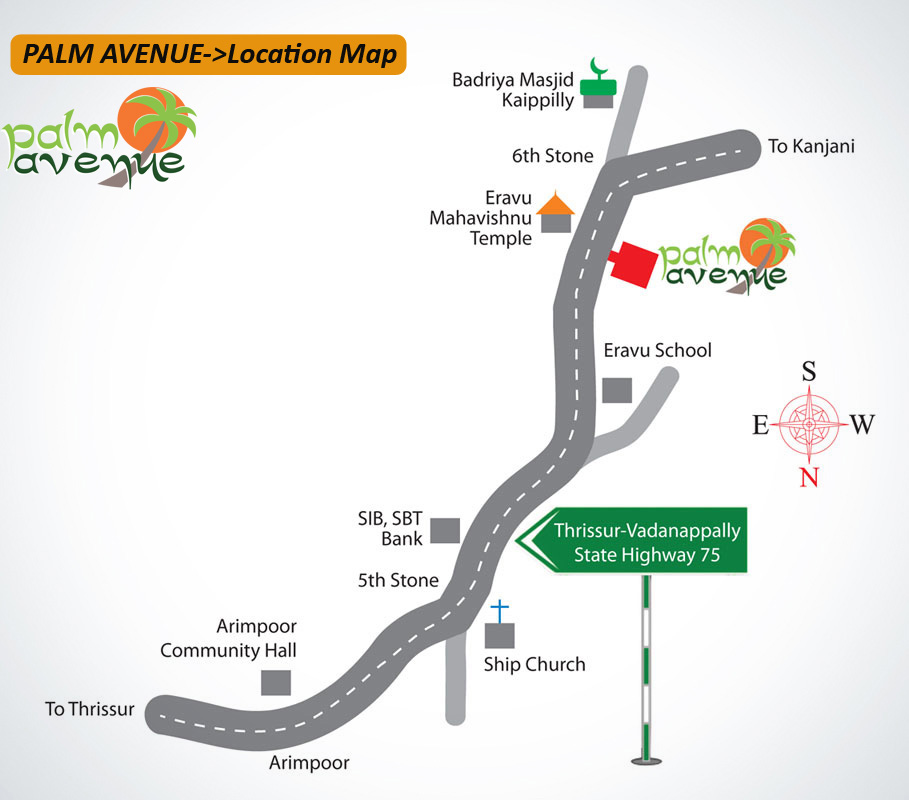 PALM AVENUE->Location Map
palm
avenue
Badriya Masjid
Kaippilly
6th Stone
To Kanjani
Eravu
Mahavishnu
Temple
palm
avenue
Eravu School
S
E W
N
SIB, SBT
Bank
Thrissur-Vadanappally
State Highway 75
5th Stone
Arimpoor
Community Hall
Ship Church
To Thrissur
Arimpoor